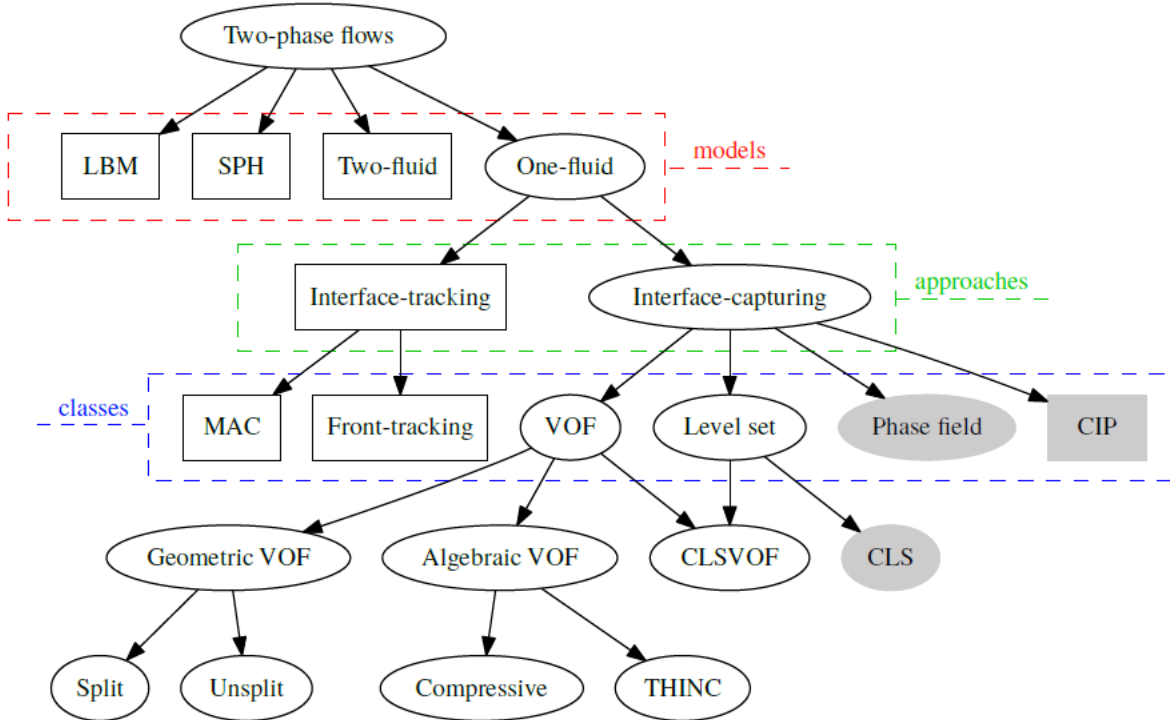 Two-phase flows
LBM
SPH
Two-fluid
One-fluid
models
Interface-tracking
Interface-capturing
approaches
classes
MAC
Front-tracking
VOF
Level set
Phase field
CIP
Geometric VOF
Algebraic VOF
CLSVOF
CLS
Split
Unsplit
Compressive
THINC